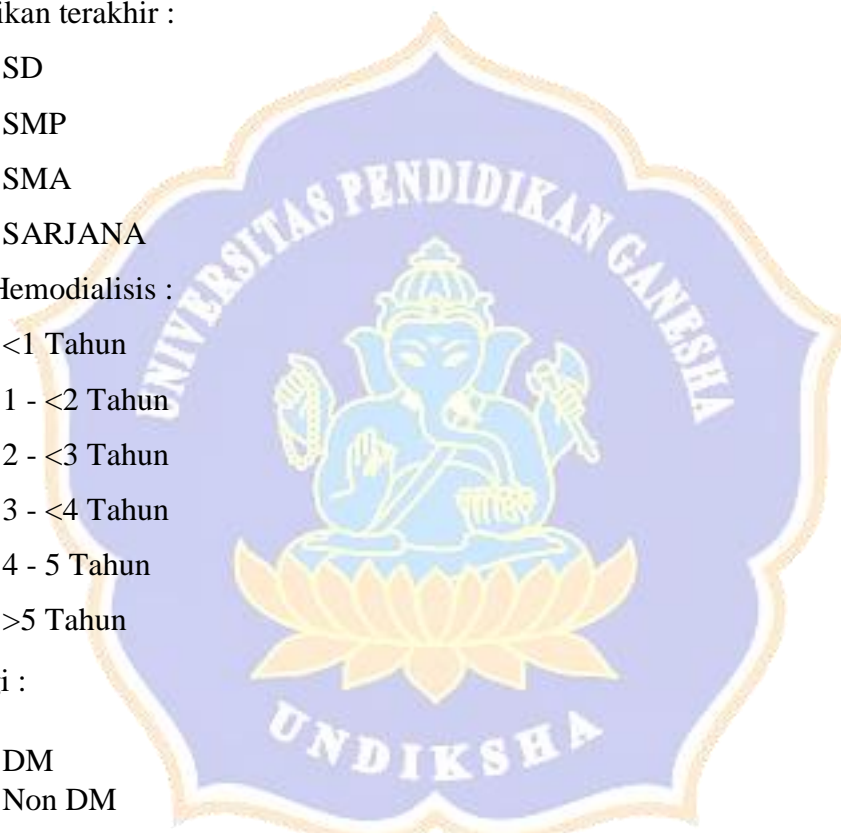 ikan terakhir :
SD
SMP
SMA
SARJANA
Hemodialisis :
<1 Tahun
1 - <2 Tahun
2 - <3 Tahun
3 - <4 Tahun
4 - 5 Tahun
>5 Tahun
i :
DM
Non DM
UNIVERSITAS PENDIDIKAN GANESHA
UNDIKSHA